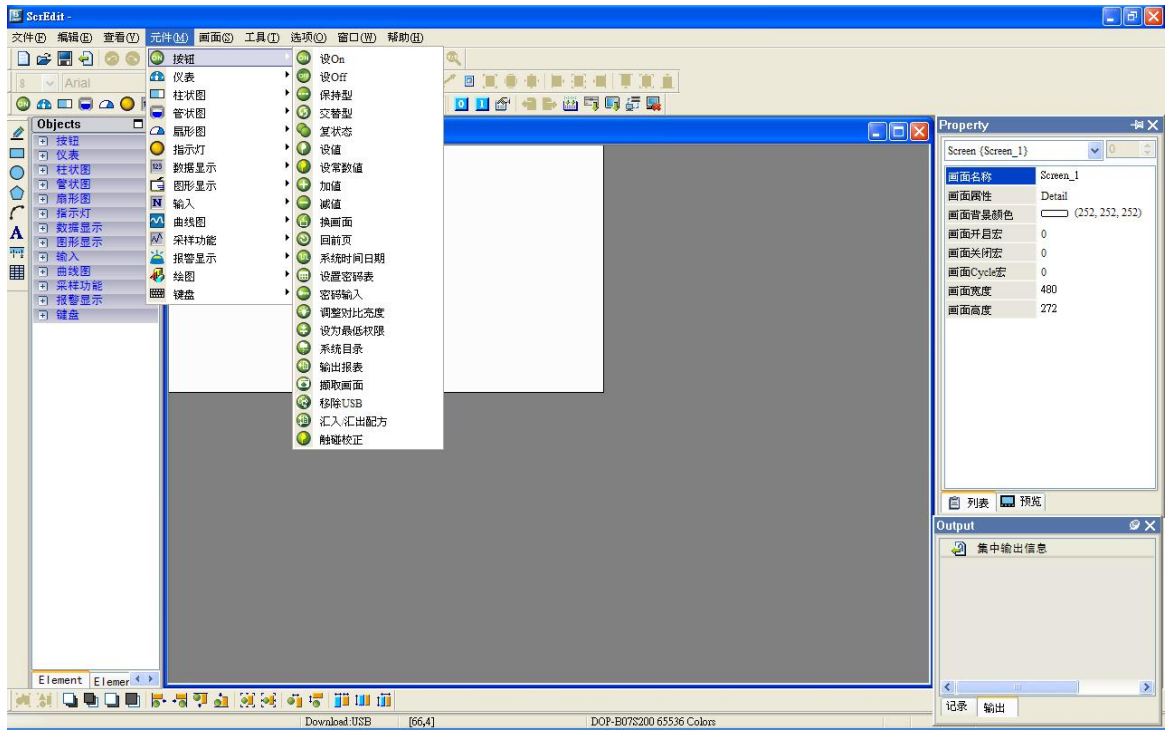 ScrEdit -
文件(F) 编辑(E) 查看(V) 元件(M) 画面(S) 工具(T) 选项(O) 窗口(W) 帮助(H)
8 Arial
Objects
按钮
仪表
柱状图
管状图
扇形图
指示灯
数据显示
图形显示
输入
曲线图
采样功能
报警显示
键盘
按钮
仪表
柱状图
管状图
扇形图
指示灯
数据显示
图形显示
输入
曲线图
采样功能
报警显示
绘图
键盘
设On
设Off
保持型
交替型
复状态
设值
设常数值
加值
减值
换画面
回前页
系统时间日期
设置密码表
密码输入
调整对比亮度
设为最低权限
系统目录
输出报表
撷取画面
移除USB
汇入/汇出配方
触碰校正
Property
Screen {Screen_1} 0
画面名称 Screen_1
画面属性 Detail
画面背景颜色 (252, 252, 252)
画面开启宏 0
画面关闭宏 0
画面Cycle宏 0
画面宽度 480
画面高度 272
列表 预览
Output
集中输出信息
记录 输出
Element Elemer
Download:USB [66,4] DOP-B07S200 65536 Colors